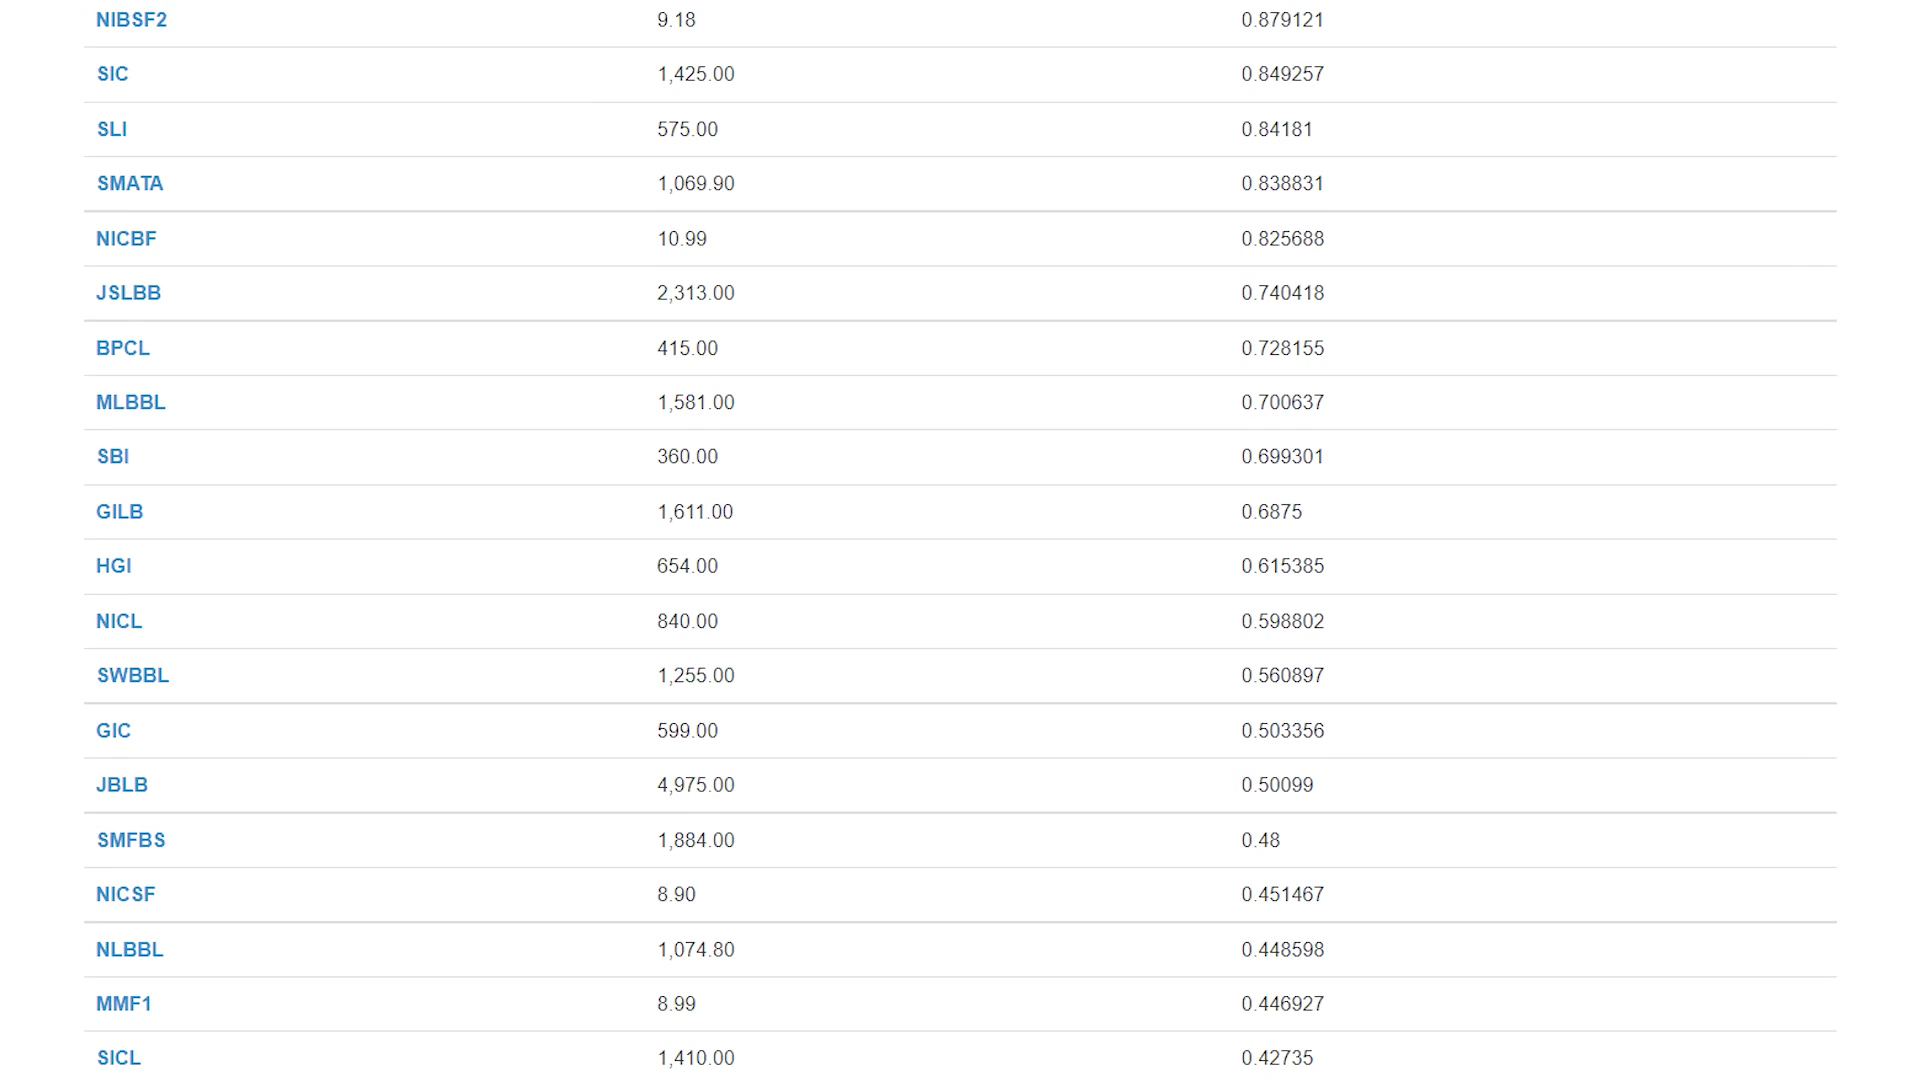 NIBSF2 9.18 0.879121
SIC 1,425.00 0.849257
SLI 575.00 0.84181
SMATA 1,069.90 0.838831
NICBF 10.99 0.825688
JSLBB 2,313.00 0.740418
BPCL 415.00 0.728155
MLBBL 1,581.00 0.700637
SBI 360.00 0.699301
GILB 1,611.00 0.6875
HGI 654.00 0.615385
NICL 840.00 0.598802
SWBBL 1,255.00 0.560897
GIC 599.00 0.503356
JBLB 4,975.00 0.50099
SMFBS 1,884.00 0.48
NICSF 8.90 0.451467
NLBBL 1,074.80 0.448598
MMF1 8.99 0.446927
SICL 1,410.00 0.42735